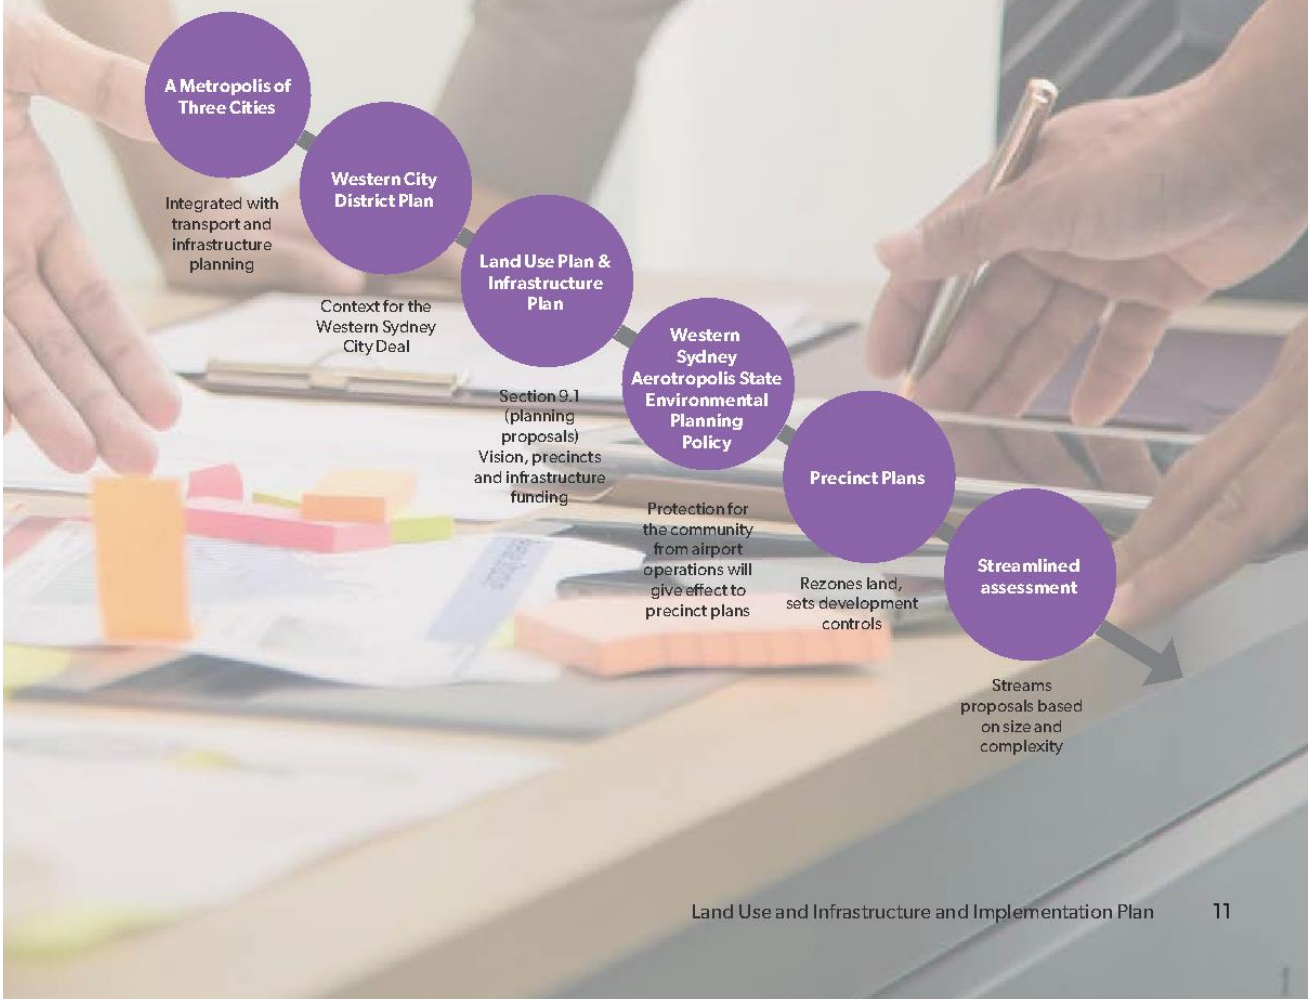 A Metropolis of
Three Cities
Integrated with
transport and
infrastructure
planning
Western City
District Plan
Context for the
Western Sydney
City Deal
Land Use Plan &
Infrastructure
Plan
Section 9.1
(planning
proposals)
Vision, precincts
and infrastructure
funding
Western
Sydney
Aerotropolis State
Environmental
Planning
Policy
Protection for
the community
from airport
operations will
give effect to
precinct plans
Precinct Plans
Rezones land,
sets development
controls
Streamlined
assessment
Streams
proposals based
on size and
complexity
Land Use and Infrastructure and Implementation Plan 11